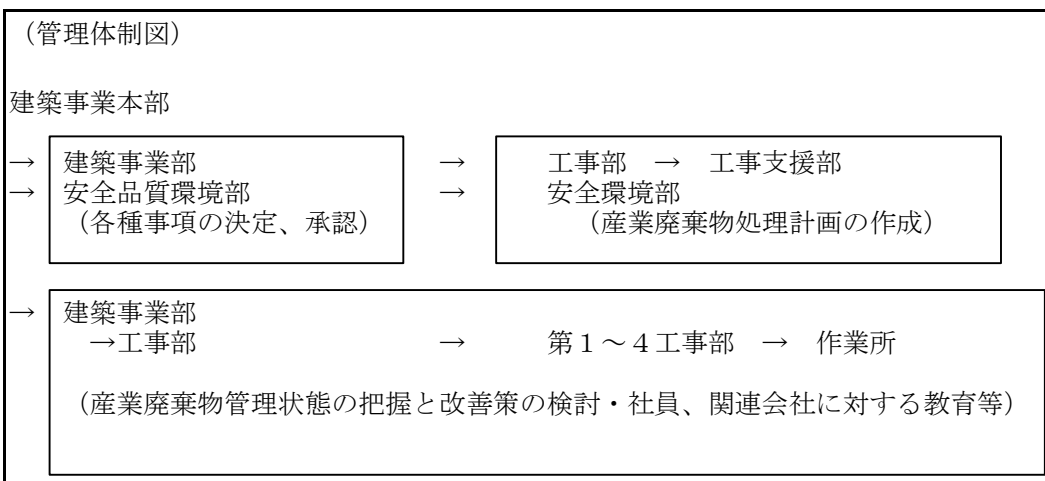 （管理体制図）
建築事業本部
→ 建築事業部 → 工事部 → 工事支援部
→ 安全品質環境部 → 安全環境部
（各種事項の決定、承認） （産業廃棄物処理計画の作成）
→ 建築事業部
→工事部 → 第１～４工事部 → 作業所
（産業廃棄物管理状態の把握と改善策の検討・社員、関連会社に対する教育等）